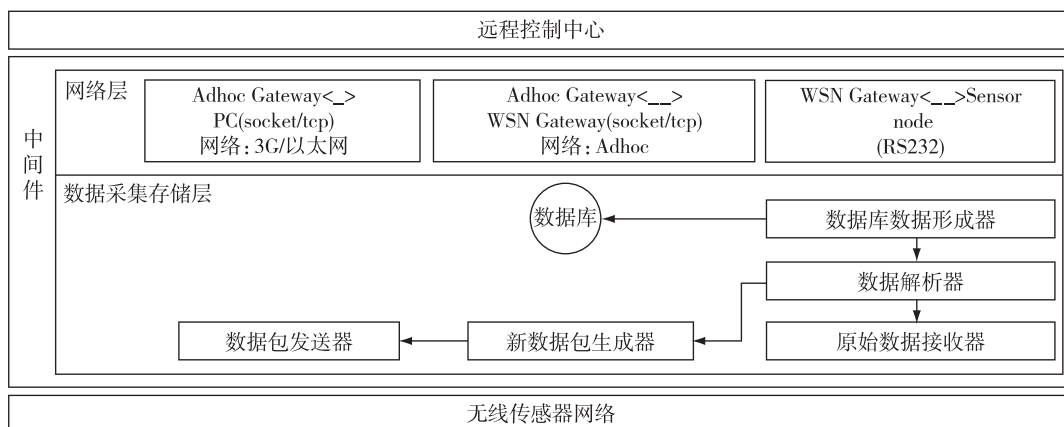 远程控制中心
中间件
网络层
Adhoc Gateway<_>
PC(socket/tcp)
网络:3G/以太网
Adhoc Gateway<__>
WSN Gateway(socket/tcp)
网络:Adhoc
WSN Gateway<__>Sensor
node
(RS232)
数据采集存储层
数据库
数据库数据形成器
数据解析器
数据包发送器
新数据包生成器
原始数据接收器
无线传感器网络